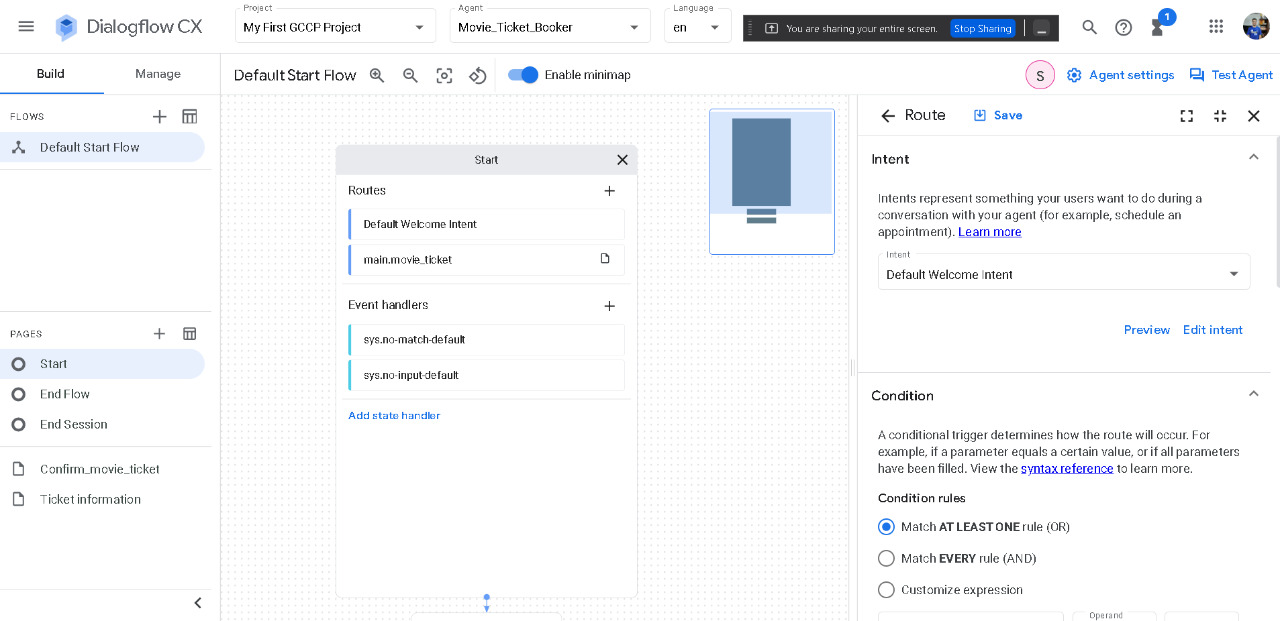 Dialogflow CX
Project
My First GCCP Project
Agent
Movie_Ticket_Booker
Language
en
You are sharing your entire screen.
Stop Sharing
1
Build
Manage
Default Start Flow
Enable minimap
S
Agent settings
Test Agent
FLOWS
Default Start Flow
PAGES
Start
End Flow
End Session
Confirm_movie_ticket
Ticket information
Start
Routes
Default Welcome Intent
main.movie_ticket
Event handlers
sys.no-match-default
sys.no-input-default
Add state handler
Route
Save
Intent
Intents represent something your users want to do during a
conversation with your agent (for example, schedule an
appointment). Learn more
Intent
Default Welcome Intent
Preview
Edit intent
Condition
A conditional trigger determines how the route will occur. For
example, if a parameter equals a certain value, or if all parameters
have been filled. View the syntax reference to learn more.
Condition rules
Match AT LEAST ONE rule (OR)
Match EVERY rule (AND)
Customize expression
Operand